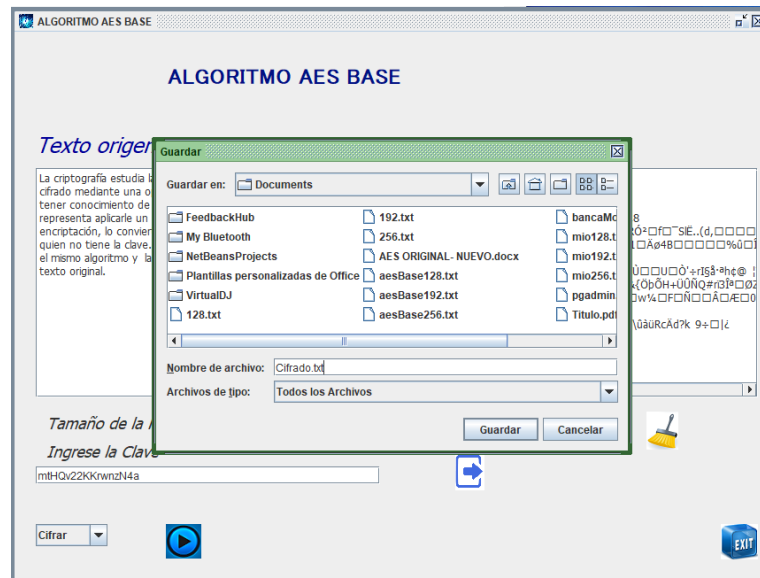 ALGORITMO AES BASE
ALGORITMO AES BASE
Texto origen
La criptografía estudia la
cifrado mediante una o
tener conocimiento de
representa aplicarle un
encriptación, lo convier
quien no tiene la clave.
el mismo algoritmo y la
texto original.
Guardar
Guardar en: Documents
FeedbackHub
My Bluetooth
NetBeansProjects
Plantillas personalizadas de Office
VirtualDJ
128.txt
192.txt
256.txt
AES ORIGINAL- NUEVO.docx
aesBase128.txt
aesBase192.txt
aesBase256.txt
bancaMo
mio128.t
mio192.t
mio256.t
pgadmin.
Titulo.pdf
Nombre de archivo: Cifrado.txt
Archivos de tipo: Todos los Archivos
Guardar Cancelar
Tamaño de la
Ingrese la Clave
mtHQv22KKrwnzN4a
Cifrar
EXIT